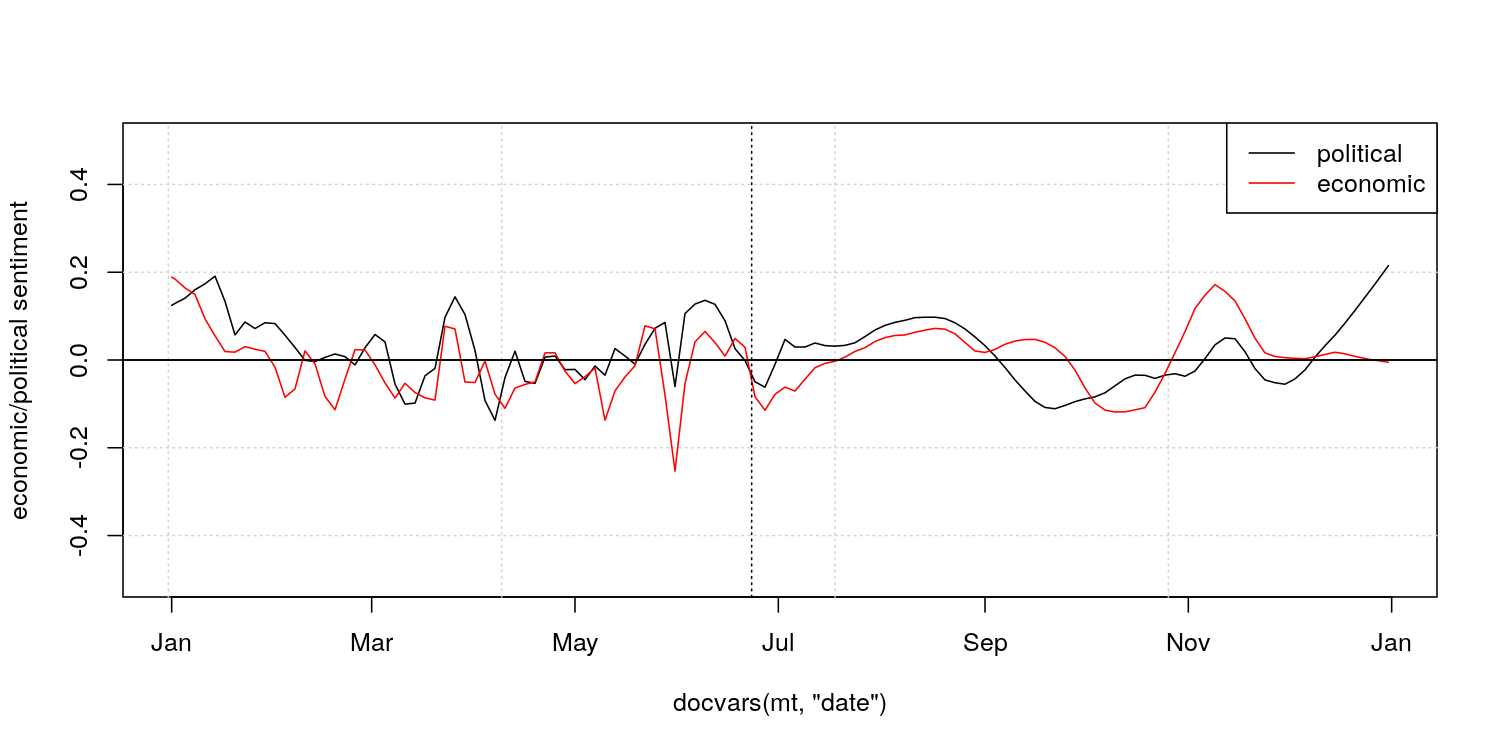 political
economic
economic/political sentiment
0.4
0.2
0.0
-0.2
-0.4
Jan
Mar
May
Jul
Sep
Nov
Jan
docvars(mt, "date")